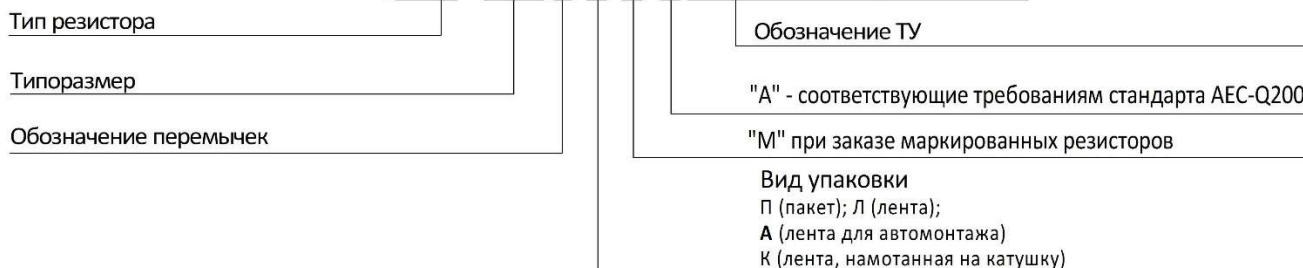 Тип резистора
Обозначение ТУ
Типоразмер
"А" - соответствующие требованиям стандарта AEC-Q200
Обозначение перемычек
"М" при заказе маркированных резисторов
Вид упаковки
П (пакет); Л (лента);
А (лента для автомонтажа)
К (лента, намотанная на катушку)